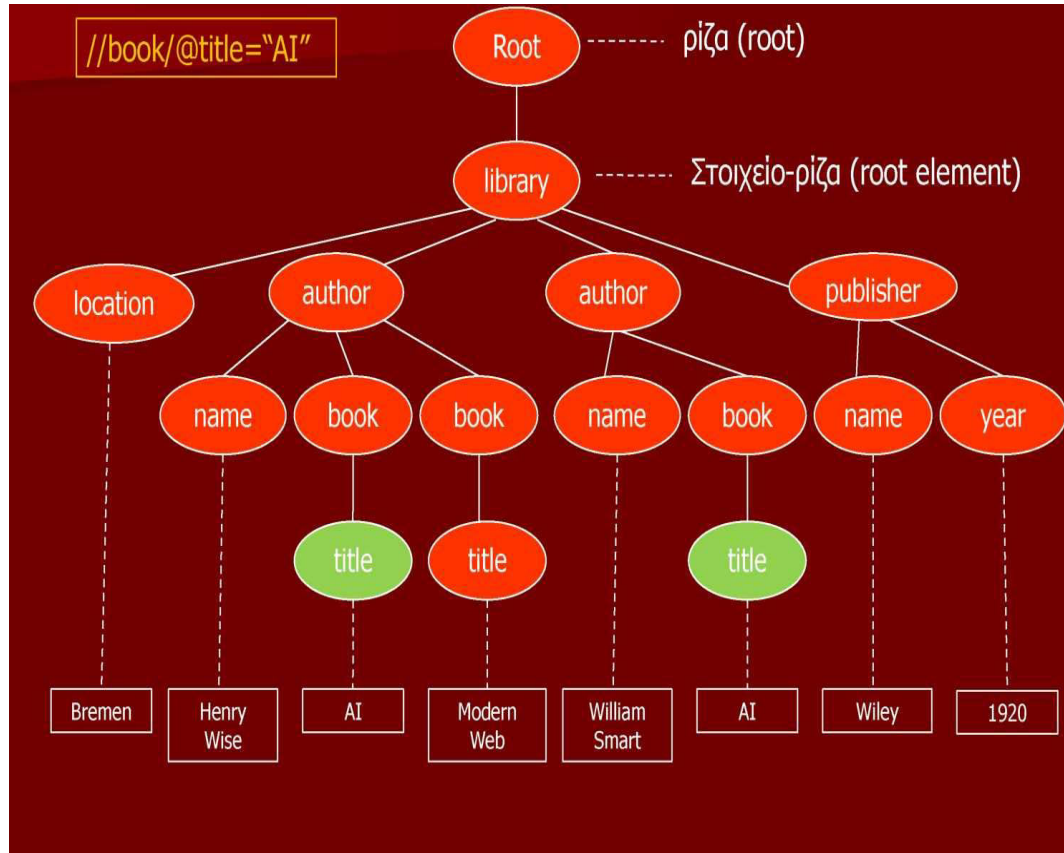 //book/@title=“AI”
Root
ρίζα (root)
library
Στοιχείο-ρίζα (root element)
location
author
author
publisher
name
book
book
name
book
name
year
title
title
title
Bremen
Henry
Wise
AI
Modern
Web
William
Smart
AI
Wiley
1920